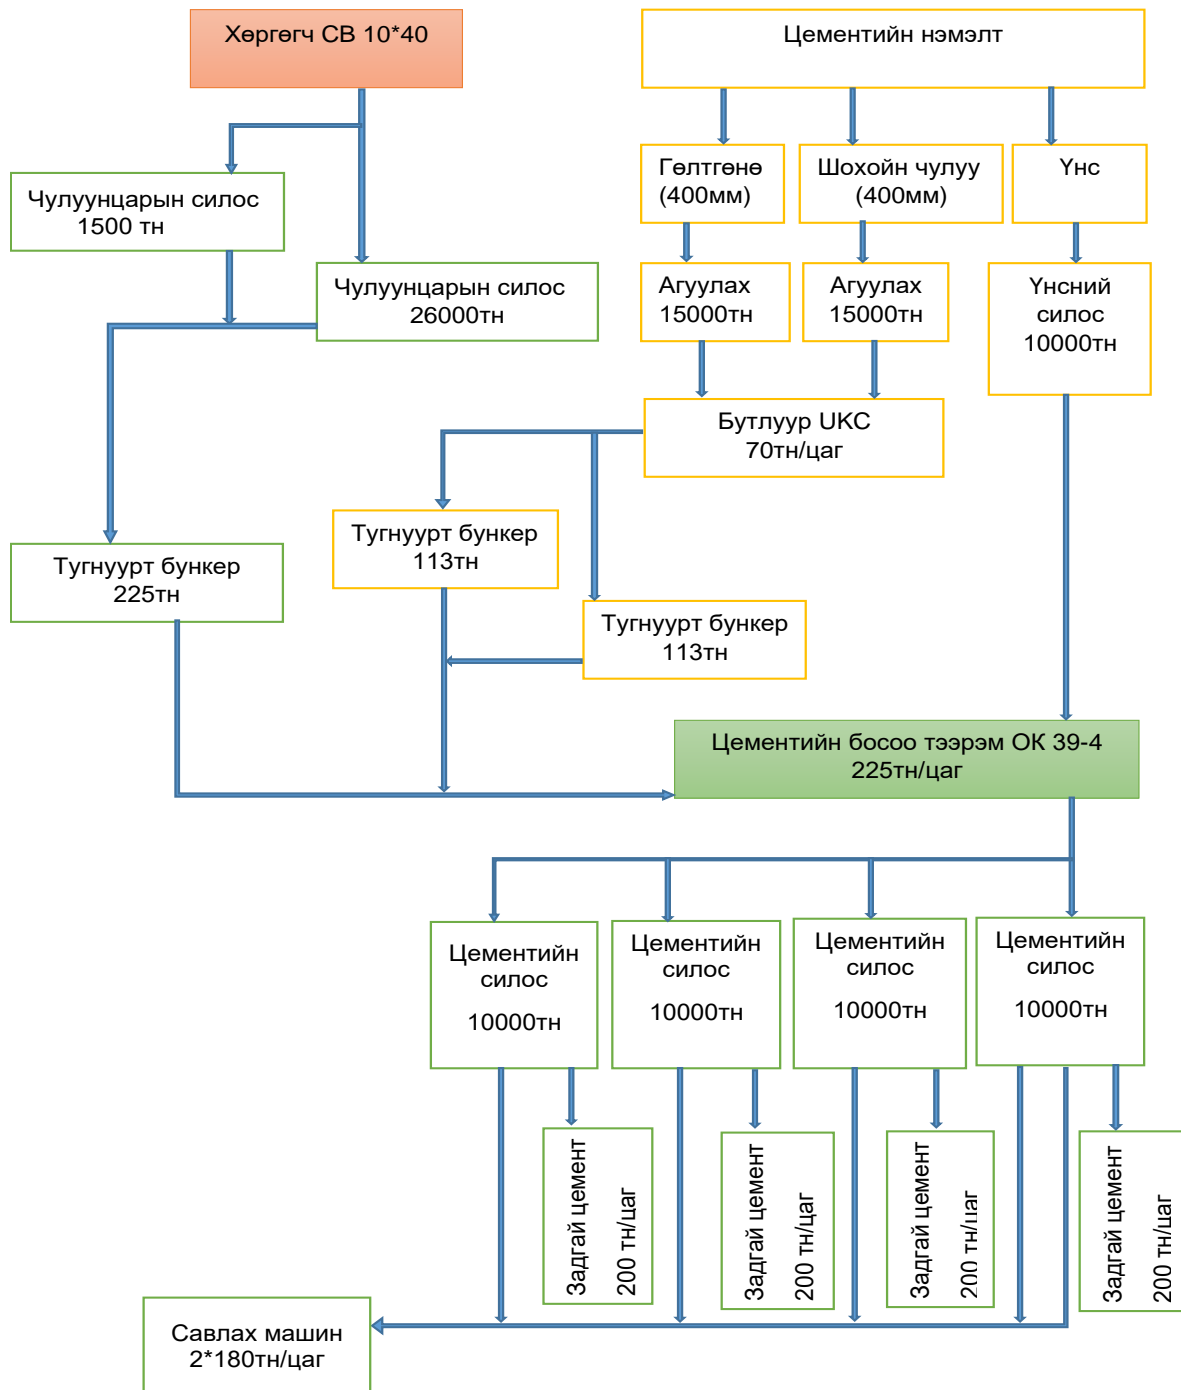 Хөргөгч СВ 10*40
Цементийн нэмэлт
Гөлтгөнө
(400мм)
Шохойн чулуу
(400мм)
Үнс
Чулуунцарын силос
1500 тн
Чулуунцарын силос
26000тн
Агуулах
15000тн
Агуулах
15000тн
Үнсний
силос
10000тн
Бутлуур UKC
70тн/цаг
Тугнуурт бункер
113тн
Тугнуурт бункер
225тн
Тугнуурт бункер
113тн
Цементийн босоо тээрэм ОК 39-4
225тн/цаг
Цементийн
силос
10000тн
Цементийн
силос
10000тн
Цементийн
силос
10000тн
Цементийн
силос
10000тн
Задгай цемент
200 тн/цаг
Задгай цемент
200 тн/цаг
Задгай цемент
200 тн/цаг
Задгай цемент
200 тн/цаг
Савлах машин
2*180тн/цаг